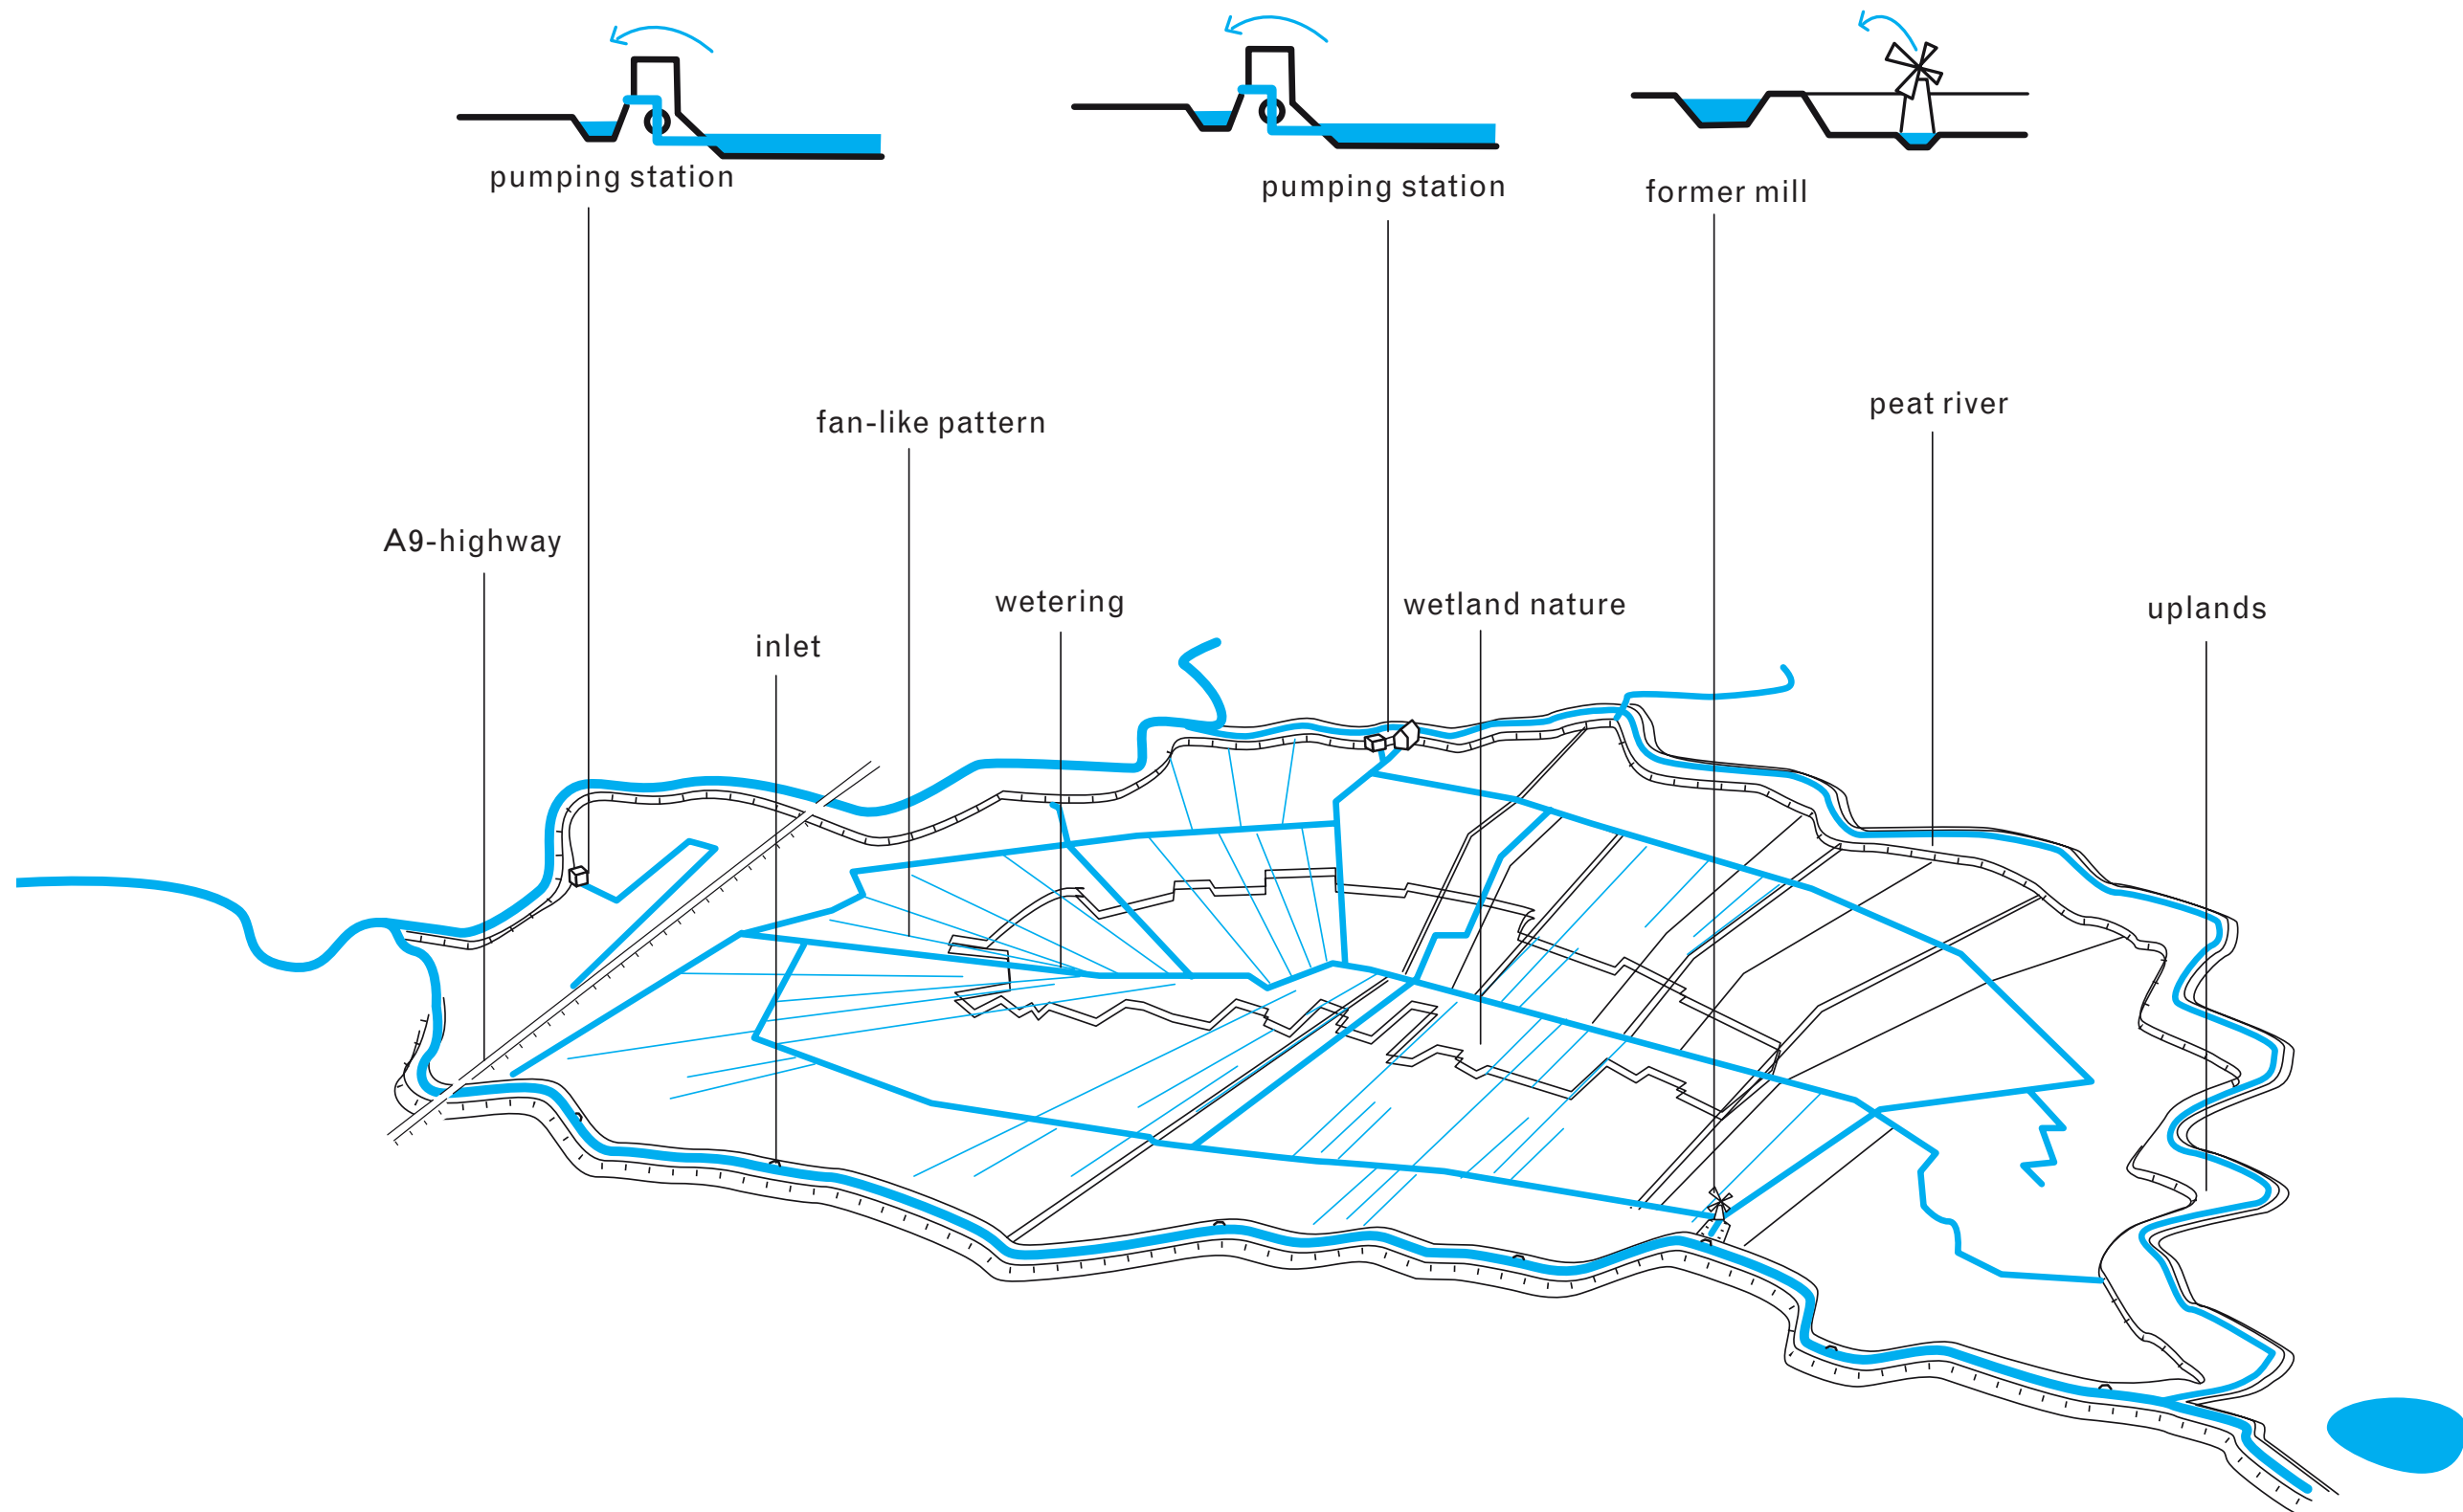 pumping station
pumping station
former mill
peat river
fan-like pattern
A9-highway
wetering
wetland nature
uplands
inlet